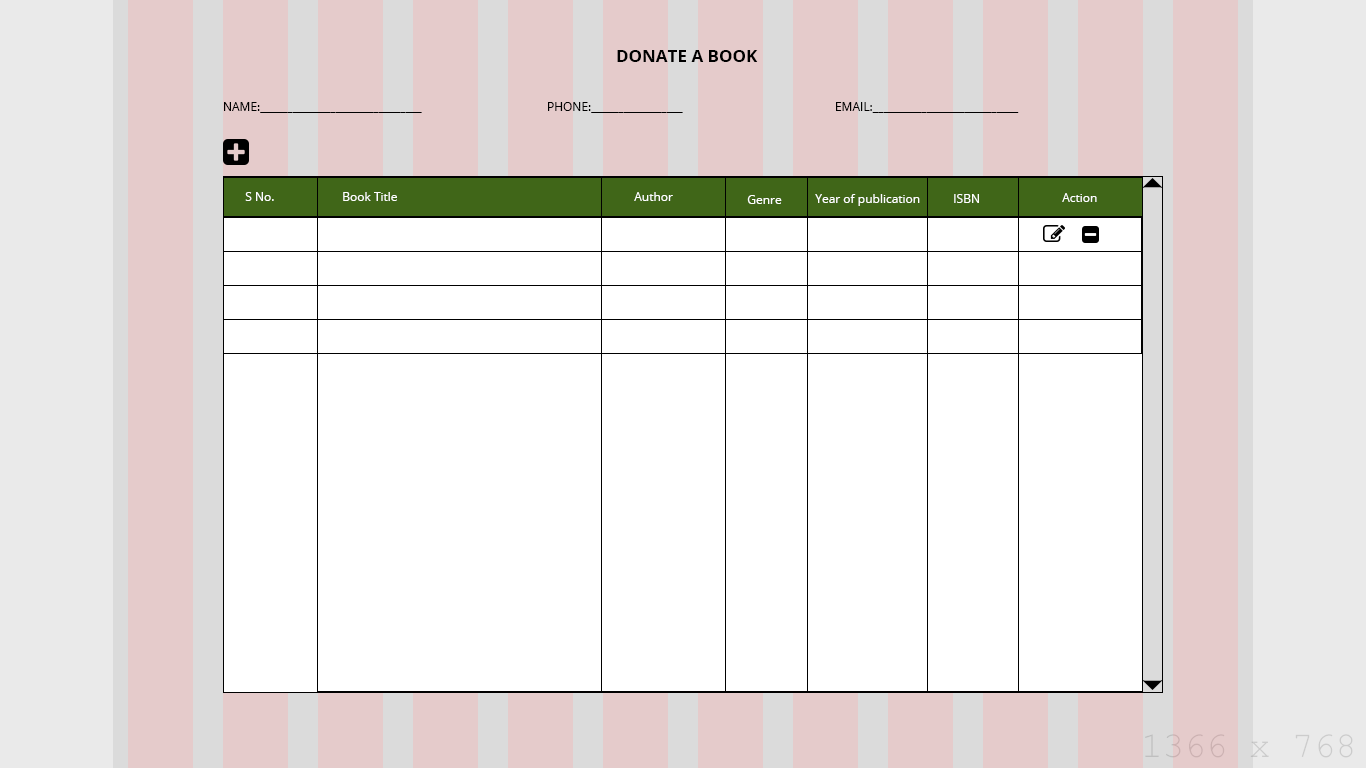 DONATE A BOOK
NAME:___________________________ PHONE:_______________ EMAIL:________________________
S No. Book Title Author Genre Year of publication ISBN Action
1366 x 768